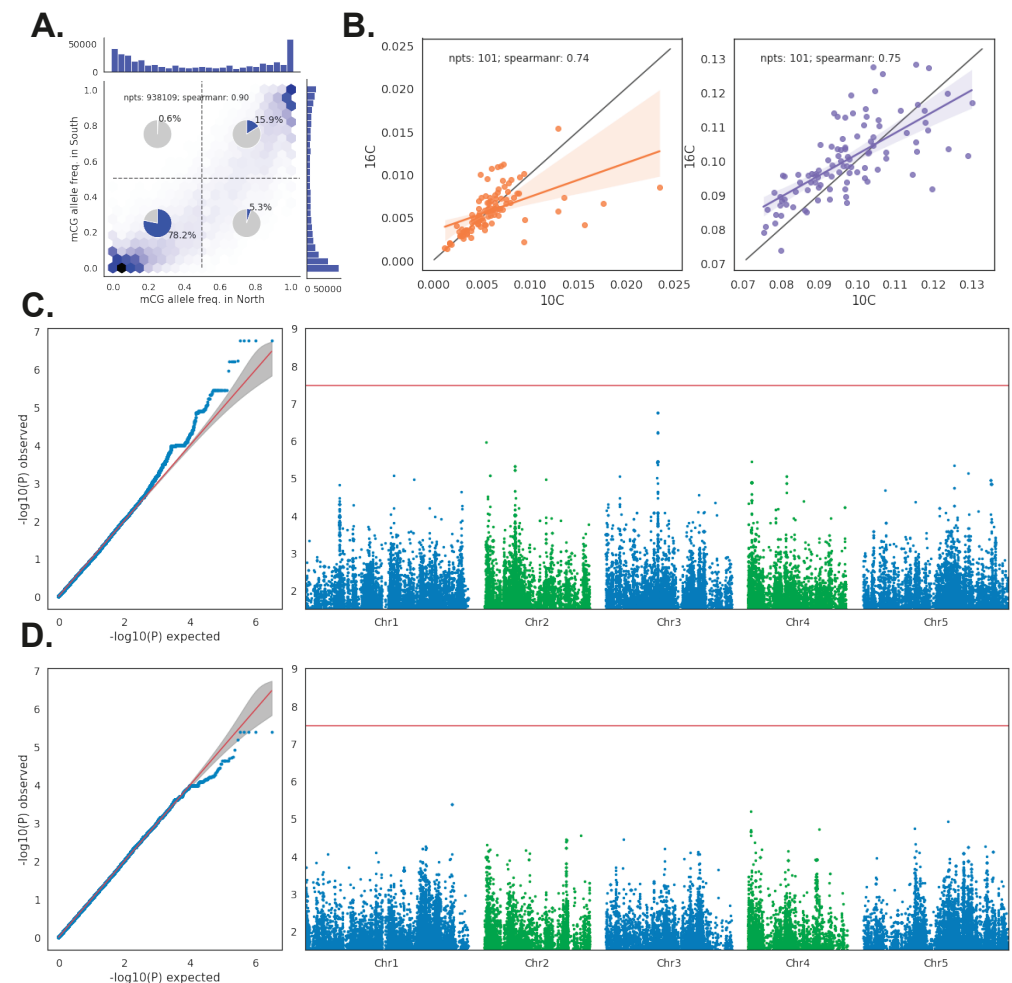 A.
50000
0
1.0
0.8
0.6
0.4
0.2
0.0
mCG allele freq. in South
npts: 938109; spearmanr: 0.90
0.6%
15.9%
78.2%
5.3%
0.0 0.2 0.4 0.6 0.8 1.0
mCG allele freq. in North
0 50000
B.
0.025
0.020
0.015
0.010
0.005
0.000
16C
npts: 101; spearmanr: 0.74
0.000 0.005 0.010 0.015 0.020 0.025
10C
0.13
0.12
0.11
0.10
0.09
0.08
0.07
16C
npts: 101; spearmanr: 0.75
0.07 0.08 0.09 0.10 0.11 0.12 0.13
10C
C.
7
6
5
4
3
2
1
0
-log10(P) observed
0 2 4 6
-log10(P) expected
9
8
7
6
5
4
3
2
Chr1 Chr2 Chr3 Chr4 Chr5
D.
7
6
5
4
3
2
1
0
-log10(P) observed
0 2 4 6
-log10(P) expected
9
8
7
6
5
4
3
2
Chr1 Chr2 Chr3 Chr4 Chr5